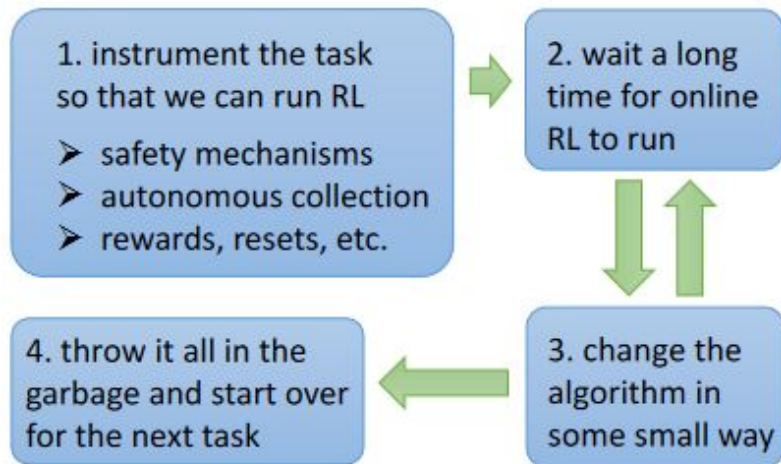 1. instrument the task
so that we can run RL
➢ safety mechanisms
➢ autonomous collection
➢ rewards, resets, etc.
2. wait a long
time for online
RL to run
3. change the
algorithm in
some small way
4. throw it all in the
garbage and start over
for the next task